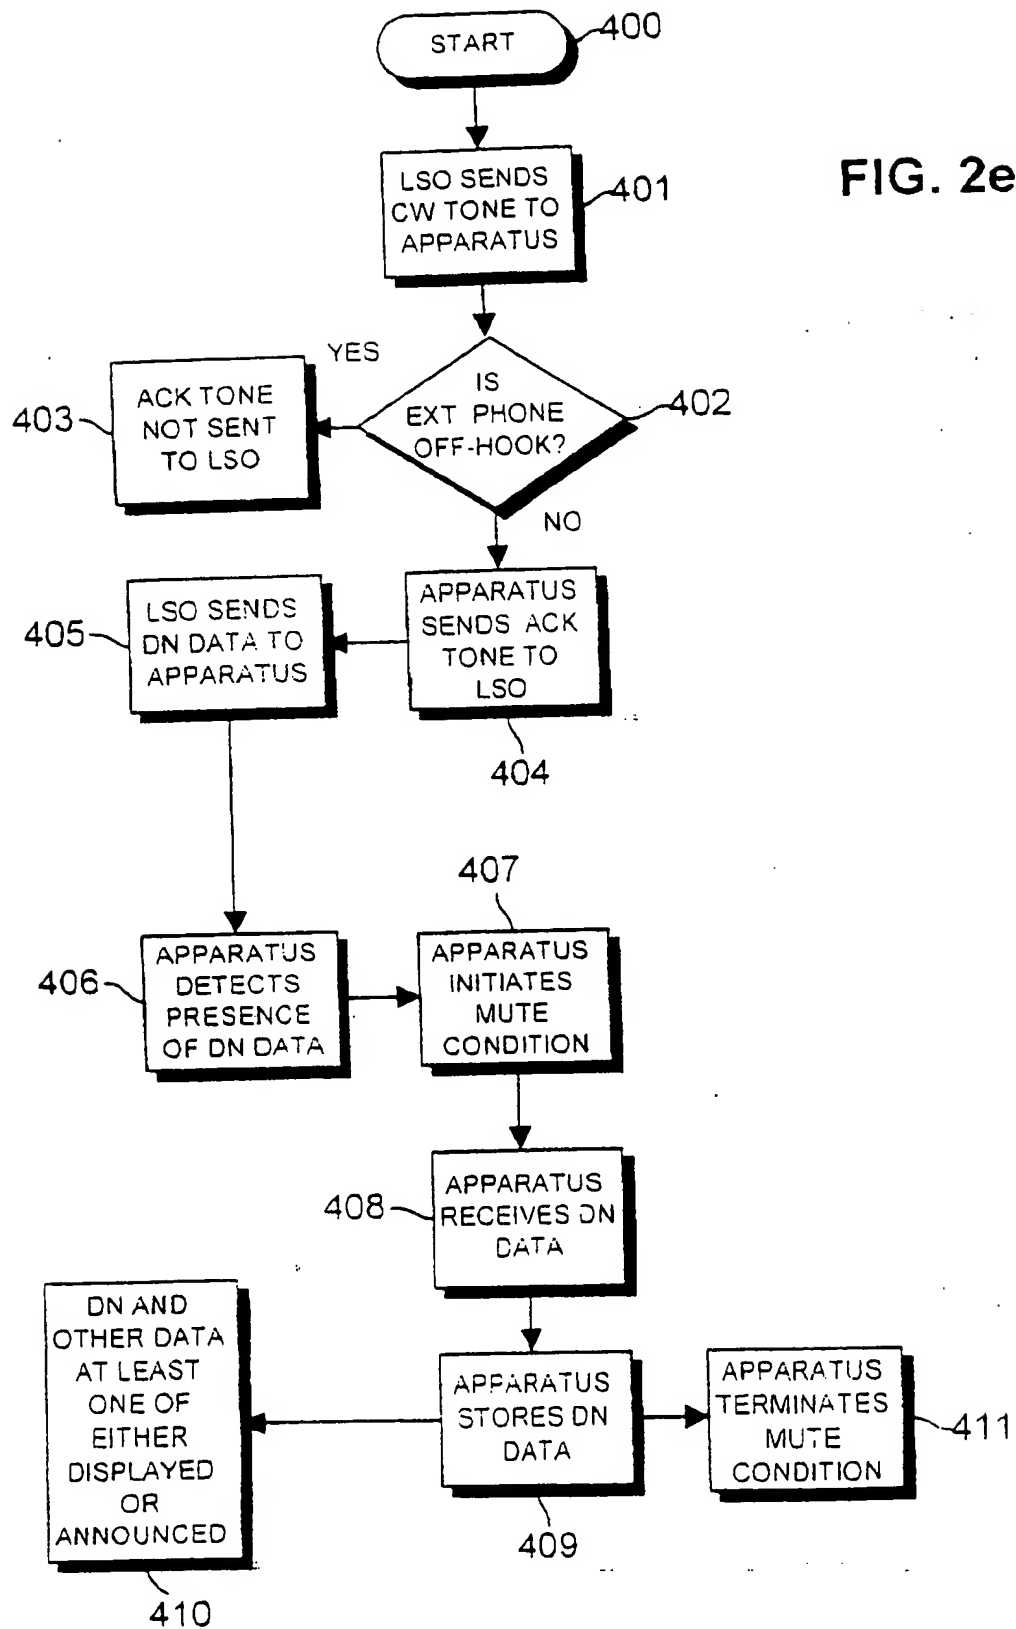 START
400
FIG. 2e
LSO SENDS
CW TONE TO
APPARATUS
401
YES
IS
EXT PHONE
OFF-HOOK?
402
403
ACK TONE
NOT SENT
TO LSO
NO
405
LSO SENDS
DN DATA TO
APPARATUS
APPARATUS
SENDS ACK
TONE TO
LSO
404
407
406
APPARATUS
DETECTS
PRESENCE
OF DN DATA
APPARATUS
INITIATES
MUTE
CONDITION
408
APPARATUS
RECEIVES DN
DATA
DN AND
OTHER DATA
AT LEAST
ONE OF
EITHER
DISPLAYED
OR
ANNOUNCED
410
APPARATUS
STORES DN
DATA
409
APPARATUS
TERMINATES
MUTE
CONDITION
411